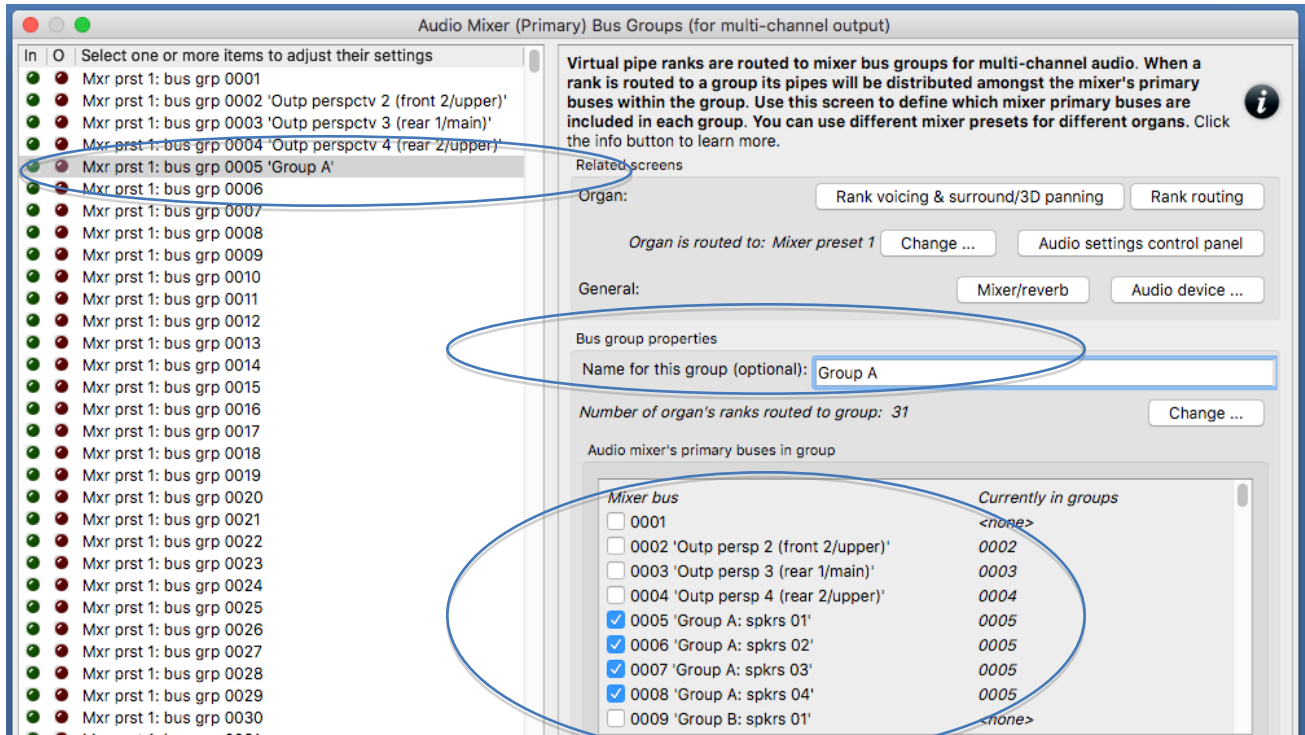 Audio Mixer (Primary) Bus Groups (for multi-channel output)
In O Select one or more items to adjust their settings
Mxr prst 1: bus grp 0001
Mxr prst 1: bus grp 0002 'Outp perspctv 2 (front 2/upper)'
Mxr prst 1: bus grp 0003 'Outp perspctv 3 (rear 1/main)'
Mxr prst 1: bus grp 0004 'Outp perspctv 4 (rear 2/upper)'
Mxr prst 1: bus grp 0005 'Group A'
Mxr prst 1: bus grp 0006
Mxr prst 1: bus grp 0007
Mxr prst 1: bus grp 0008
Mxr prst 1: bus grp 0009
Mxr prst 1: bus grp 0010
Mxr prst 1: bus grp 0011
Mxr prst 1: bus grp 0012
Mxr prst 1: bus grp 0013
Mxr prst 1: bus grp 0014
Mxr prst 1: bus grp 0015
Mxr prst 1: bus grp 0016
Mxr prst 1: bus grp 0017
Mxr prst 1: bus grp 0018
Mxr prst 1: bus grp 0019
Mxr prst 1: bus grp 0020
Mxr prst 1: bus grp 0021
Mxr prst 1: bus grp 0022
Mxr prst 1: bus grp 0023
Mxr prst 1: bus grp 0024
Mxr prst 1: bus grp 0025
Mxr prst 1: bus grp 0026
Mxr prst 1: bus grp 0027
Mxr prst 1: bus grp 0028
Mxr prst 1: bus grp 0029
Mxr prst 1: bus grp 0030
Virtual pipe ranks are routed to mixer bus groups for multi-channel audio. When a
rank is routed to a group its pipes will be distributed amongst the mixer's primary
buses within the group. Use this screen to define which mixer primary buses are
included in each group. You can use different mixer presets for different organs. Click
the info button to learn more.
i
Related screens
Organ: Rank voicing & surround/3D panning Rank routing
Organ is routed to: Mixer preset 1 Change ... Audio settings control panel
General: Mixer/reverb Audio device ...
Bus group properties
Name for this group (optional): Group A
Number of organ's ranks routed to group: 31 Change ...
Audio mixer's primary buses in group
Mixer bus Currently in groups
0001 <none>
0002 'Outp persp 2 (front 2/upper)' 0002
0003 'Outp persp 3 (rear 1/main)' 0003
0004 'Outp persp 4 (rear 2/upper)' 0004
0005 'Group A: spkrs 01' 0005
0006 'Group A: spkrs 02' 0005
0007 'Group A: spkrs 03' 0005
0008 'Group A: spkrs 04' 0005
0009 'Group B: spkrs 01' <none>